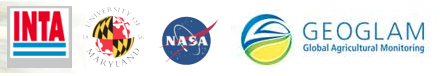 INTA
UNIVERSITY OF
MARYLAND
NASA
GEOGLAM
Global Agricultural Monitoring